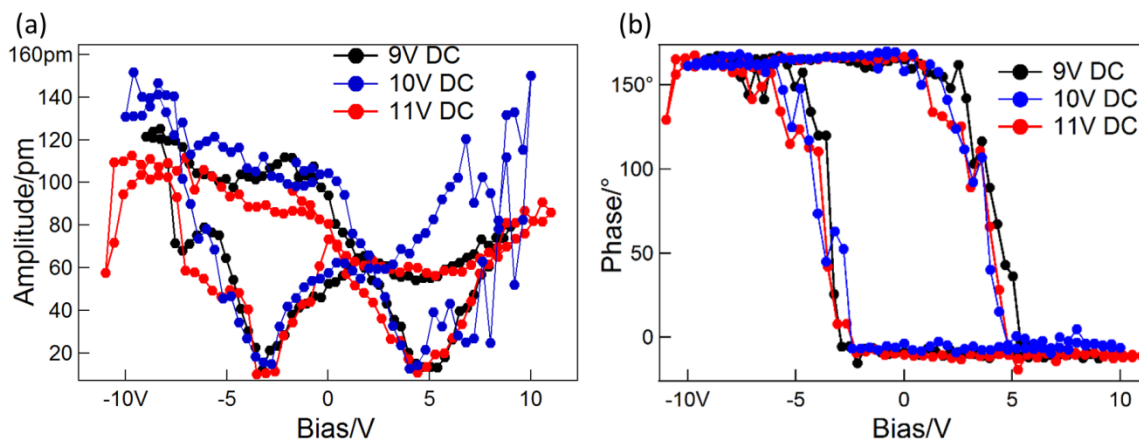 (a)
160pm
140
120
100
80
60
40
20
Amplitude/pm
-10V
-5
0
5
10
Bias/V
9V DC
10V DC
11V DC
(b)
150°
100
50
0
Phase/°
-10V
-5
0
5
10
Bias/V
9V DC
10V DC
11V DC